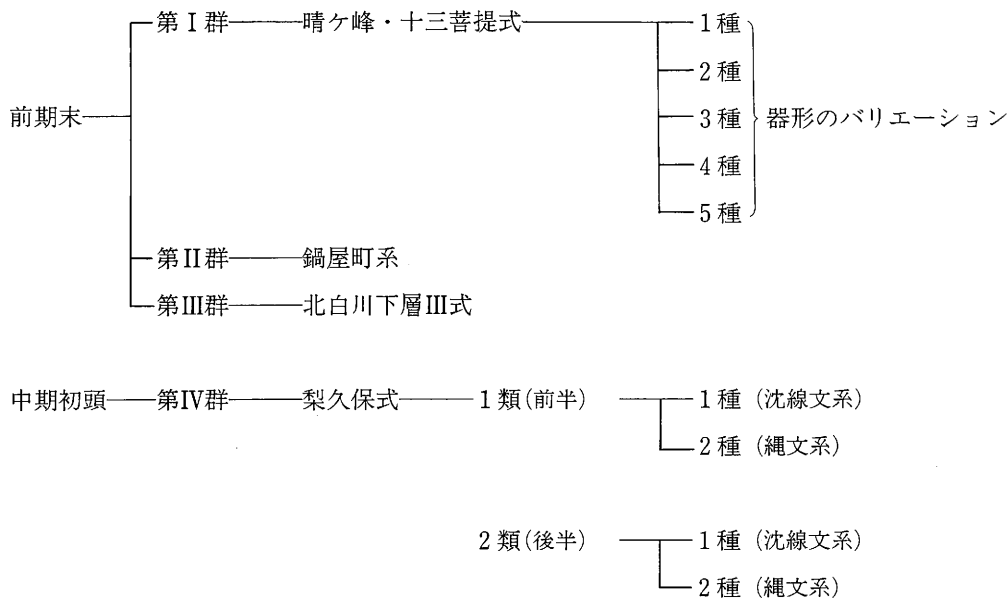 第Ⅰ群 晴ケ峰・十三菩提式 1種
2種
前期末 3種 器形のバリエーション
4種
5種
第Ⅱ群 鍋屋町系
第Ⅲ群 北白川下層Ⅲ式
中期初頭 第Ⅳ群 梨久保式 1類(前半) 1種(沈線文系)
2種(縄文系)
2類(後半) 1種(沈線文系)
2種(縄文系)